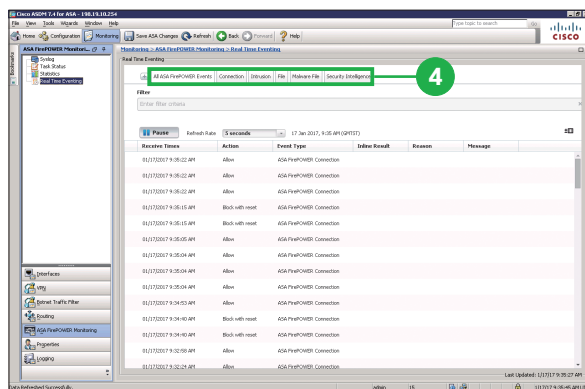 Cisco ASDM 7.4 for ASA - 198.19.10.254
File View Tools Wizards Window Help
Type topic to search
Go
Home Configuration Monitoring Save ASA Changes Refresh Back Forward Help
CISCO
Bookmarks
ASA FirePOWER Monitori...
Syslog
Task Status
Statistics
Real Time Eventing
Monitoring > ASA FirePOWER Monitoring > Real Time Eventing
Real Time Eventing
All ASA FirePOWER Events Connection Intrusion File Malware File Security Intelligence
4
Filter
Enter filter criteria
Pause Refresh Rate 5 seconds 17 Jan 2017, 9:35 AM (GMTST)
Receive Times Action Event Type Inline Result Reason Message
01/17/2017 9:35:22 AM Allow ASA FirePOWER Connection
01/17/2017 9:35:22 AM Allow ASA FirePOWER Connection
01/17/2017 9:35:22 AM Allow ASA FirePOWER Connection
01/17/2017 9:35:15 AM Block with reset ASA FirePOWER Connection
01/17/2017 9:35:15 AM Block with reset ASA FirePOWER Connection
01/17/2017 9:35:05 AM Allow ASA FirePOWER Connection
01/17/2017 9:35:04 AM Allow ASA FirePOWER Connection
01/17/2017 9:35:04 AM Allow ASA FirePOWER Connection
01/17/2017 9:35:04 AM Allow ASA FirePOWER Connection
01/17/2017 9:34:53 AM Allow ASA FirePOWER Connection
01/17/2017 9:34:40 AM Block with reset ASA FirePOWER Connection
01/17/2017 9:34:40 AM Block with reset ASA FirePOWER Connection
01/17/2017 9:32:58 AM Allow ASA FirePOWER Connection
01/17/2017 9:32:24 AM Allow ASA FirePOWER Connection
Interfaces
VPN
Botnet Traffic Filter
Routing
ASA FirePOWER Monitoring
Properties
Logging
Last Updated: 1/17/17 9:35:27 AM
Data Refreshed Successfully. admin 15 1/17/17 9:35:45 AM